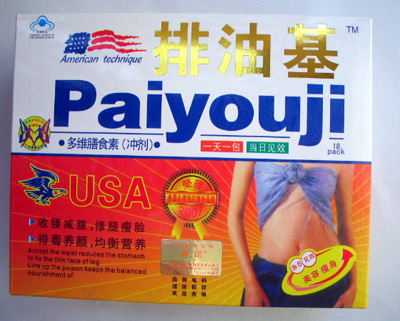 American technique
排油基 TM
Paiyouji
多维膳食素（冲剂）
一天一包 当日见效
18
pack
USA
收腰减腹，修腿瘦脸
排毒养颜，均衡营养
Accept the waist reduces the stomach
to fix the thin face of leg
Line up the poison keeps the balanced
nourishment of
美容瘦身